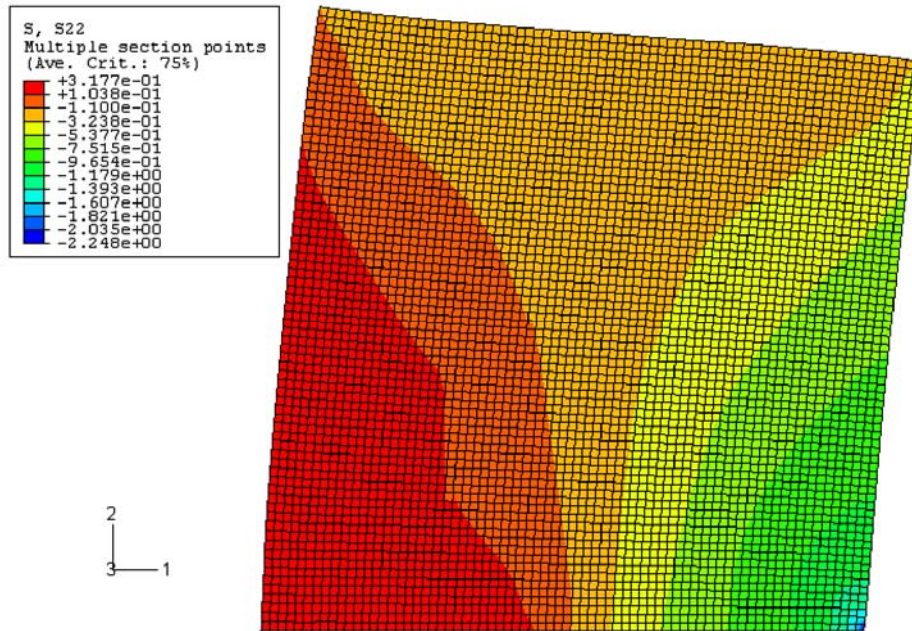 S, S22
Multiple section points
(Ave. Crit.: 75%)
+3.177e-01
+1.038e-01
-1.100e-01
-3.238e-01
-5.377e-01
-7.515e-01
-9.654e-01
-1.179e+00
-1.393e+00
-1.607e+00
-1.821e+00
-2.035e+00
-2.248e+00
2
3 1